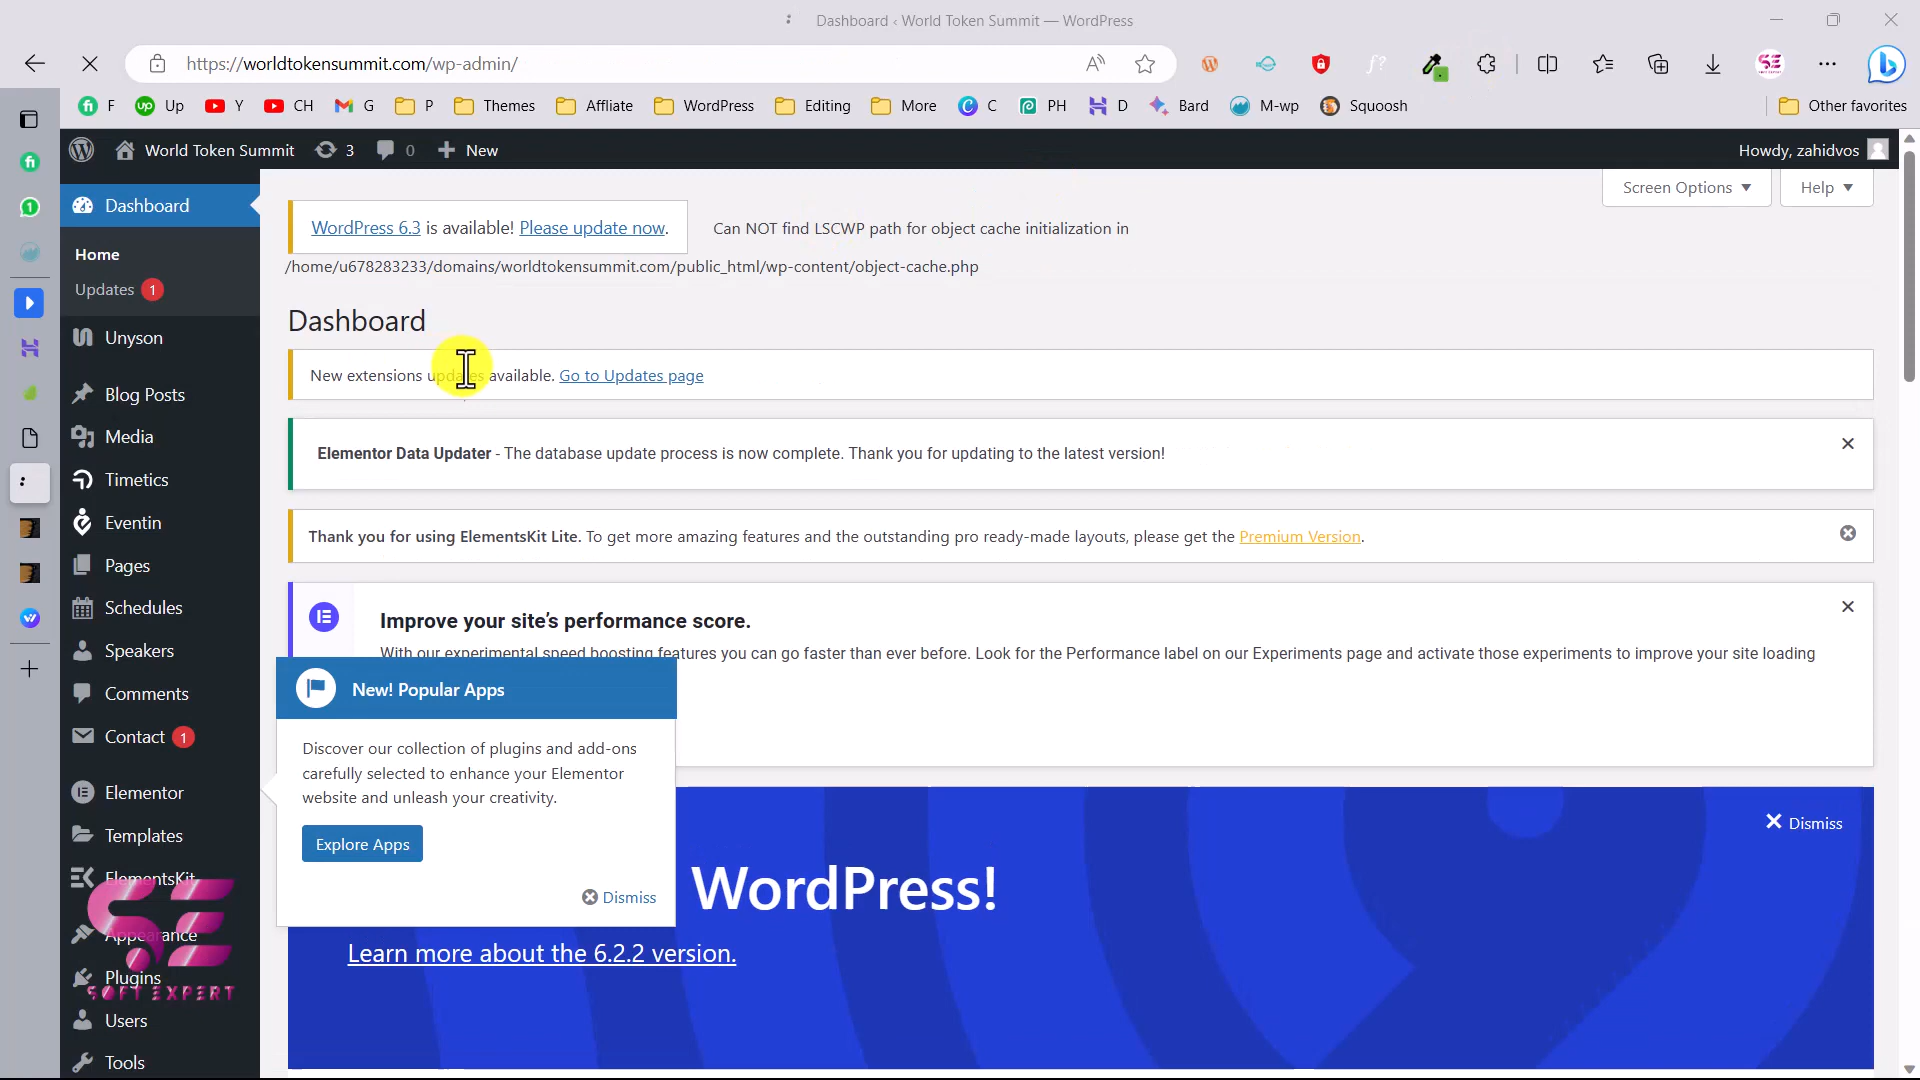 Dashboard ‹ World Token Summit — WordPress
https://worldtokensummit.com/wp-admin/
F
Up
Y
CH
G
P
Themes
Affliate
WordPress
Editing
More
C
PH
D
Bard
M-wp
Squoosh
Other favorites
World Token Summit
3
0
New
Howdy, zahidvos
Screen Options
Help
Dashboard
Home
Updates 1
Unyson
Blog Posts
Media
Timetics
Eventin
Pages
Schedules
Speakers
Comments
Contact 1
Elementor
Templates
ElementsKit
Appearance
Plugins
Users
Tools
SE
SOFT EXPERT
WordPress 6.3 is available! Please update now.
Can NOT find LSCWP path for object cache initialization in
/home/u678283233/domains/worldtokensummit.com/public_html/wp-content/object-cache.php
Dashboard
New extensions updates available. Go to Updates page
Elementor Data Updater - The database update process is now complete. Thank you for updating to the latest version!
Thank you for using ElementsKit Lite. To get more amazing features and the outstanding pro ready-made layouts, please get the Premium Version.
Improve your site’s performance score.
With our experimental speed boosting features you can go faster than ever before. Look for the Performance label on our Experiments page and activate those experiments to improve your site loading
New! Popular Apps
Discover our collection of plugins and add-ons
carefully selected to enhance your Elementor
website and unleash your creativity.
Explore Apps
Dismiss
Dismiss
WordPress!
Learn more about the 6.2.2 version.